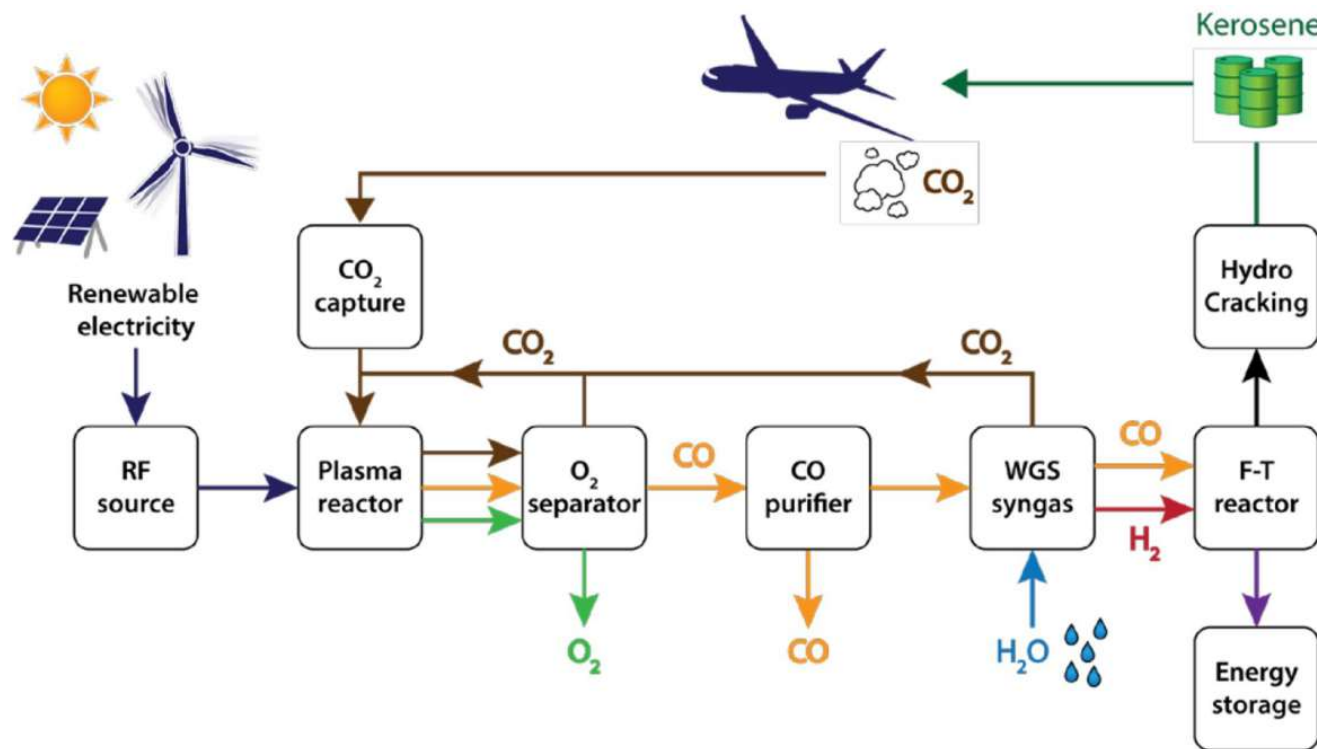 Kerosene
CO₂
Renewable
electricity
CO₂
capture
Hydro
Cracking
CO₂
CO₂
RF
source
Plasma
reactor
O₂
separator
CO
CO
purifier
WGS
syngas
CO
H₂
F-T
reactor
O₂
CO
H₂O
Energy
storage